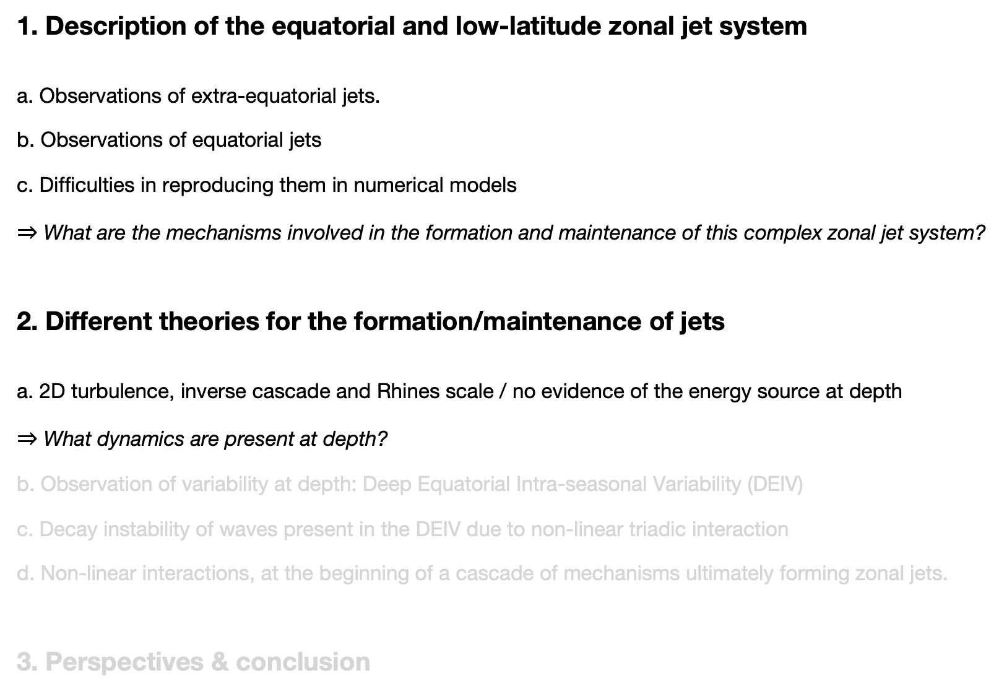 1. Description of the equatorial and low-latitude zonal jet system
a. Observations of extra-equatorial jets.
b. Observations of equatorial jets
c. Difficulties in reproducing them in numerical models
⇒ What are the mechanisms involved in the formation and maintenance of this complex zonal jet system?
2. Different theories for the formation/maintenance of jets
a. 2D turbulence, inverse cascade and Rhines scale / no evidence of the energy source at depth
⇒ What dynamics are present at depth?
b. Observation of variability at depth: Deep Equatorial Intra-seasonal Variability (DEIV)
c. Decay instability of waves present in the DEIV due to non-linear triadic interaction
d. Non-linear interactions, at the beginning of a cascade of mechanisms ultimately forming zonal jets.
3. Perspectives & conclusion